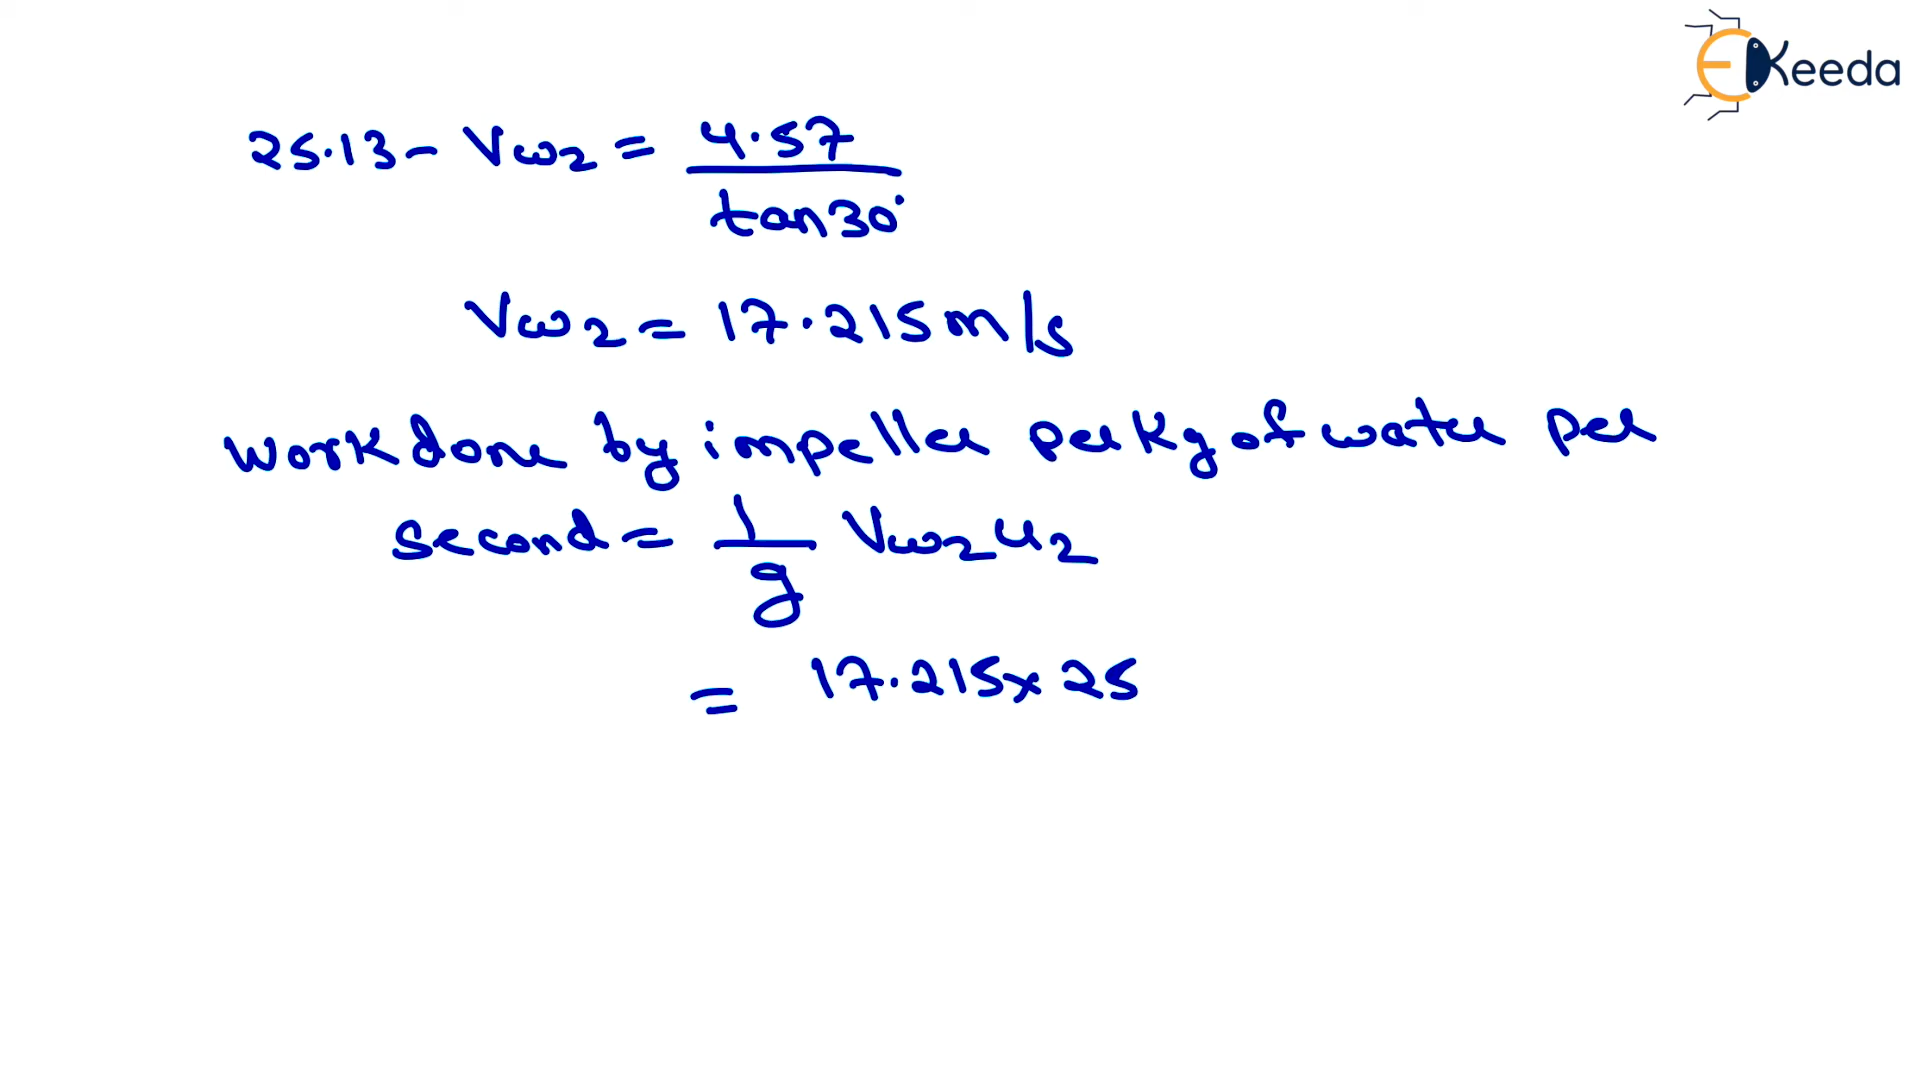 EKeeda
25.13 - Vw2 = 4.57 / tan30°
Vw2 = 17.215 m/s
work done by impeller per kg of water per
second = 1/g Vw2 u2
= 17.215 x 25